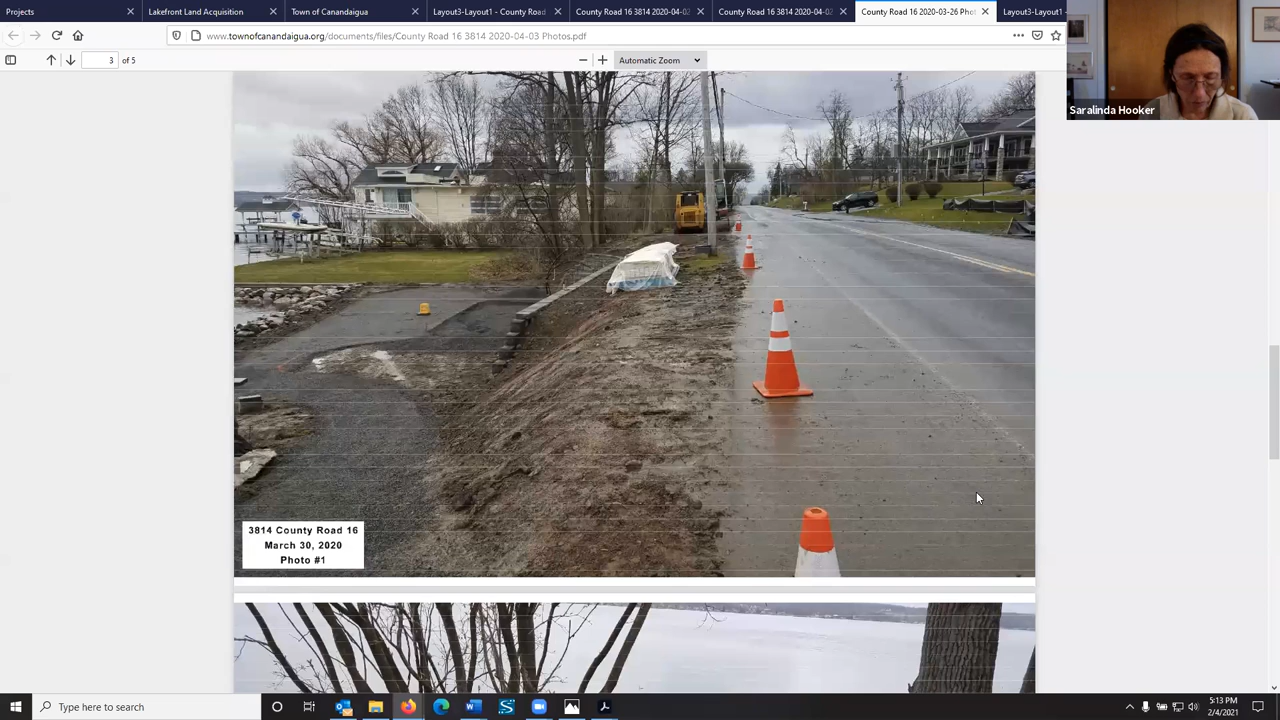 Projects
Lakefront Land Acquisition
Town of Canandaigua
Layout3-Layout1 - County Road
County Road 16 3814 2020-04-03
County Road 16 3814 2020-04-02
County Road 16 2020-03-26 Phot
Layout3-Layout1
www.townofcanandaigua.org/documents/files/County Road 16 3814 2020-04-03 Photos.pdf
3 of 5
Automatic Zoom
Saralinda Hooker
3814 County Road 16
March 30, 2020
Photo #1
Type here to search
5:13 PM
2/4/2021